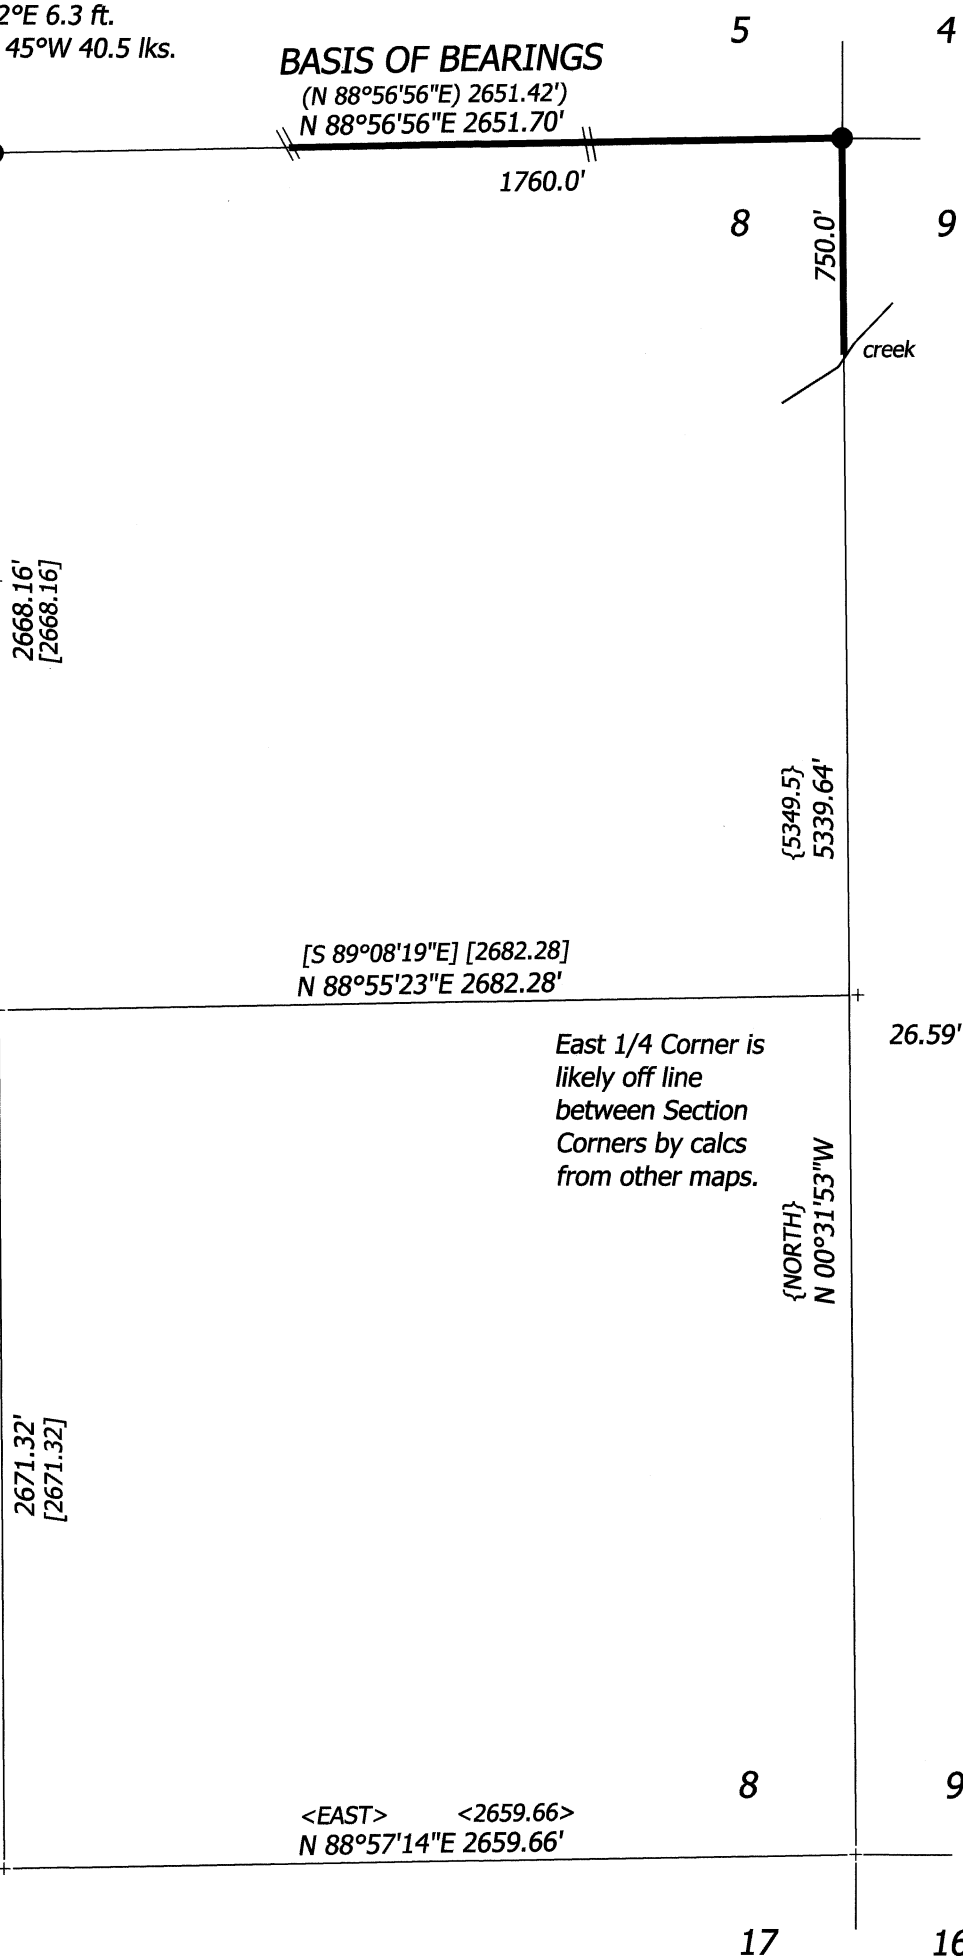 2°E 6.3 ft.
45°W 40.5 lks.
5
4
BASIS OF BEARINGS
(N 88°56'56"E) 2651.42')
N 88°56'56"E 2651.70'
1760.0'
8
9
750.0'
creek
2668.16'
[2668.16]
{5349.5}
5339.64'
[S 89°08'19"E] [2682.28]
N 88°55'23"E 2682.28'
26.59'
East 1/4 Corner is
likely off line
between Section
Corners by calcs
from other maps.
{NORTH}
N 00°31'53"W
2671.32'
[2671.32]
8
9
<EAST> <2659.66>
N 88°57'14"E 2659.66'
17
16